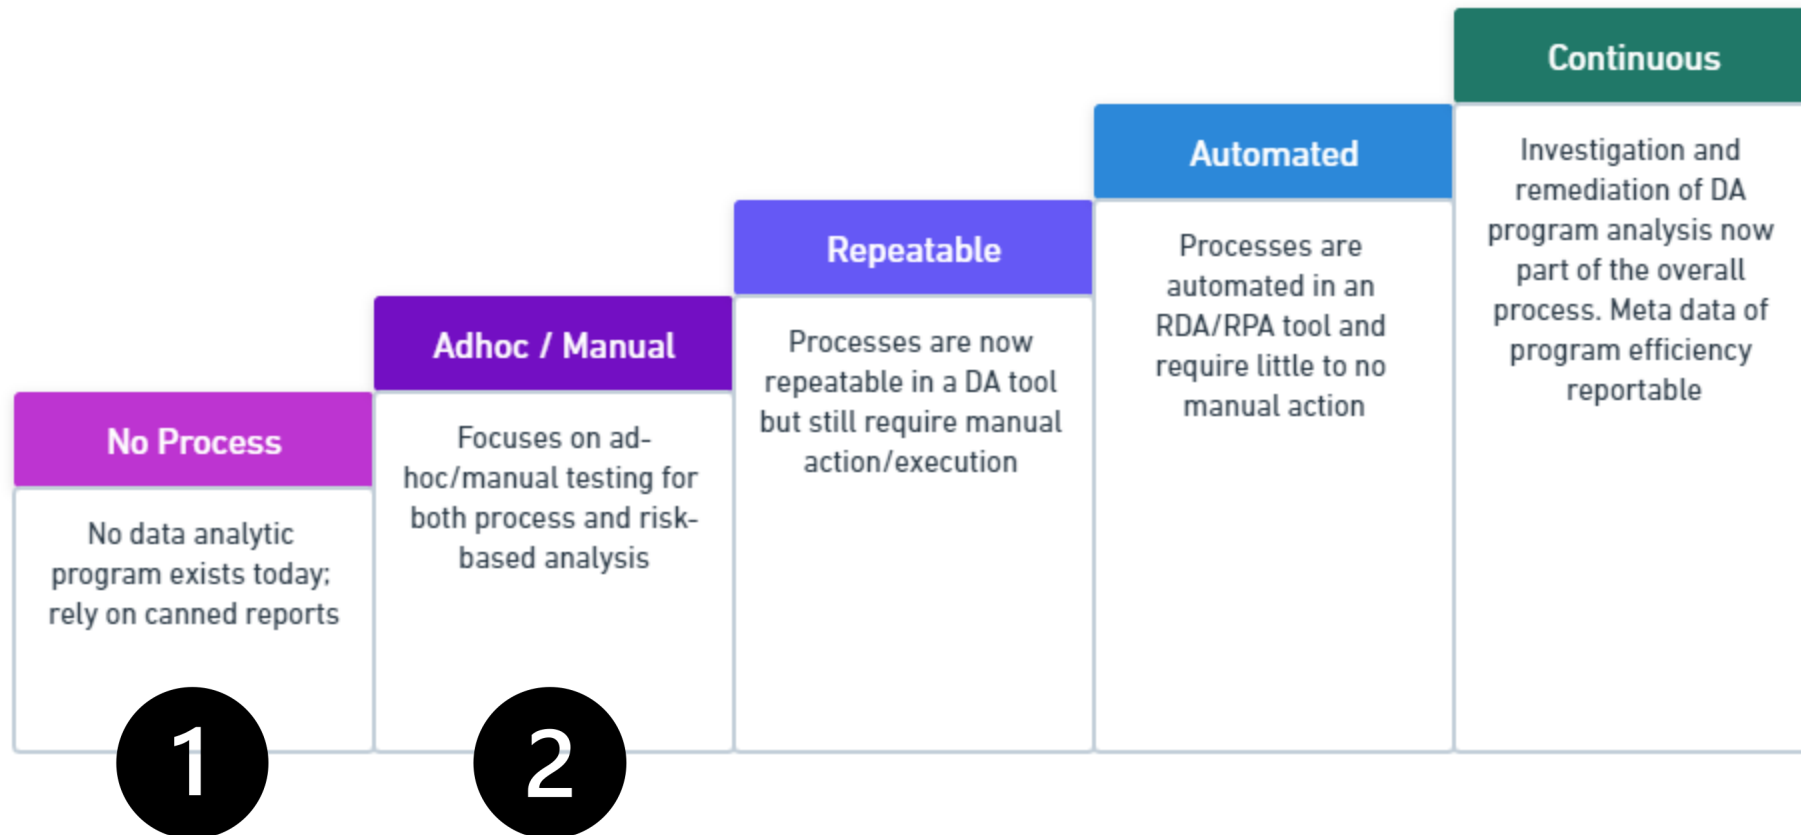 No Process
No data analytic
program exists today;
rely on canned reports
1
Adhoc / Manual
Focuses on ad-
hoc/manual testing for
both process and risk-
based analysis
2
Repeatable
Processes are now
repeatable in a DA tool
but still require manual
action/execution
Automated
Processes are
automated in an
RDA/RPA tool and
require little to no
manual action
Continuous
Investigation and
remediation of DA
program analysis now
part of the overall
process. Meta data of
program efficiency
reportable